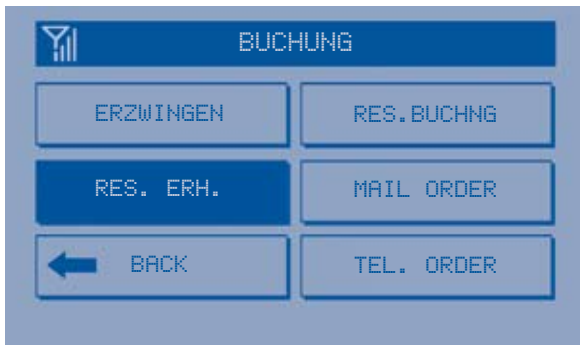 BUCHUNG
ERZWINGEN
RES.BUCHNG
RES. ERH.
MAIL ORDER
BACK
TEL. ORDER